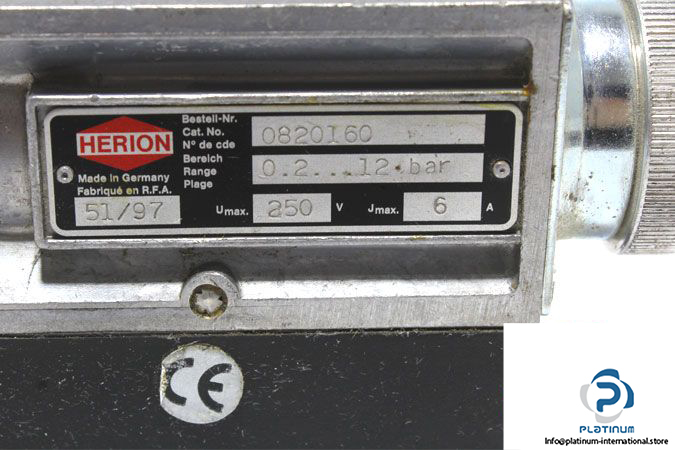 HERION
Bestell-Nr.
Cat. No.
N° de cde
0820160
Bereich
Range
Plage
0.2...12 bar
Made in Germany
Fabriqué en R.F.A.
51/97
Umax. 250 V
Jmax. 6 A
CE
PLATINUM
Info@platinum-international.store